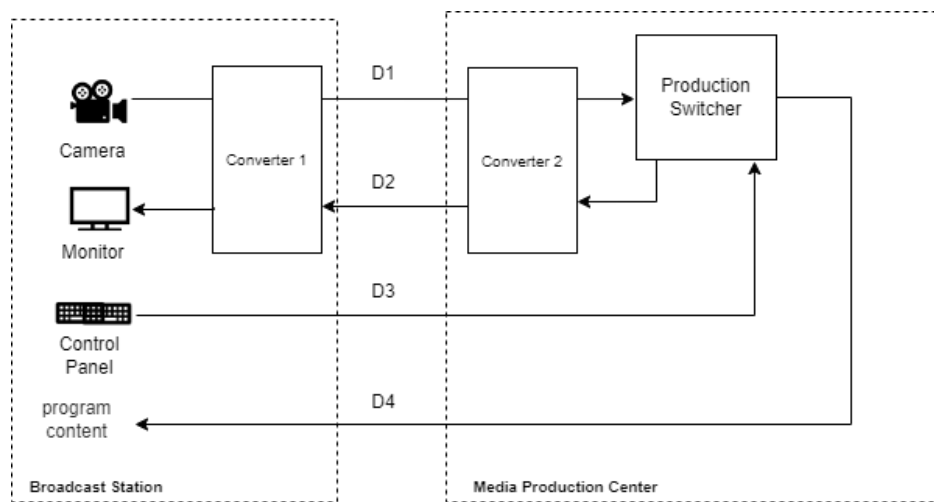 D1
Production
Switcher
Camera
Converter 1
Converter 2
D2
Monitor
D3
Control
Panel
program
content
D4
Broadcast Station
Media Production Center